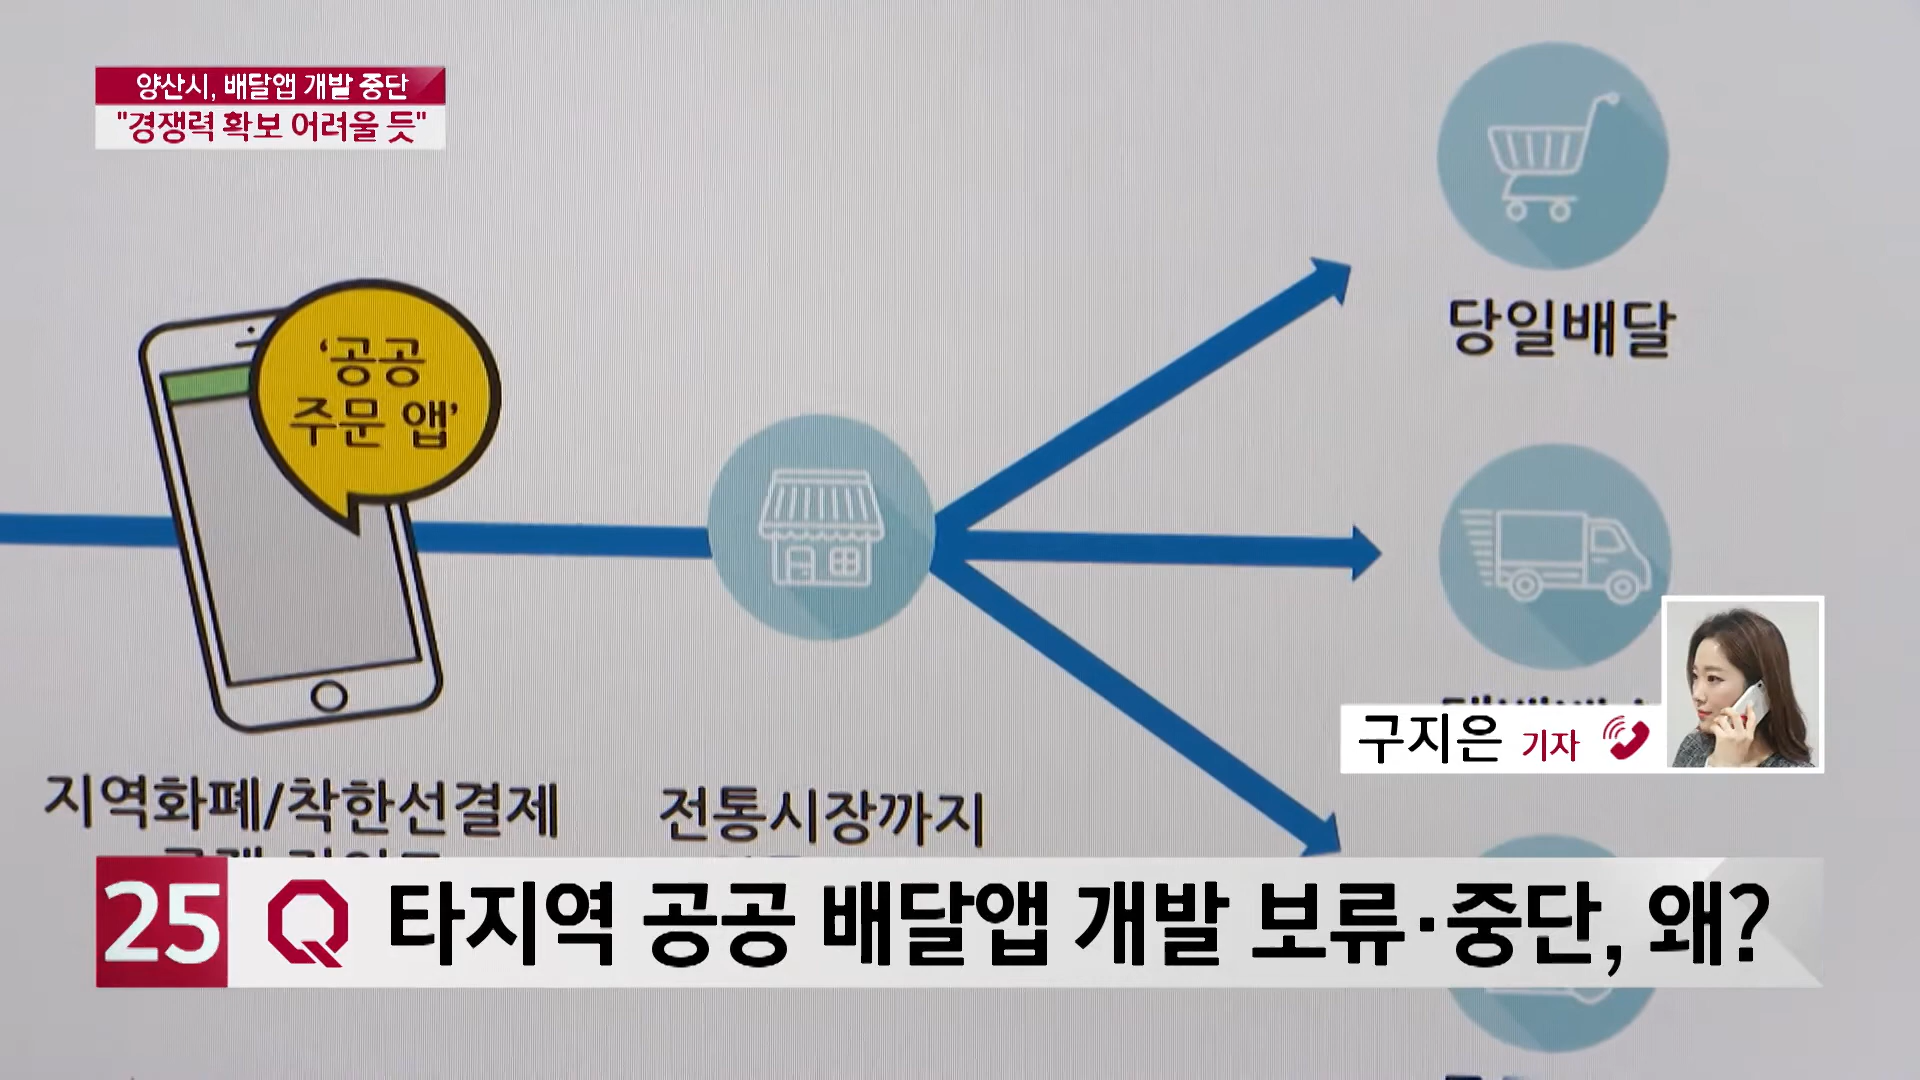 양산시, 배달앱 개발 중단
"경쟁력 확보 어려울 듯"
'공공
주문 앱'
당일배달
구지은 기자
지역화폐/착한선결제
전통시장까지
25 Q 타지역 공공 배달앱 개발 보류·중단, 왜?